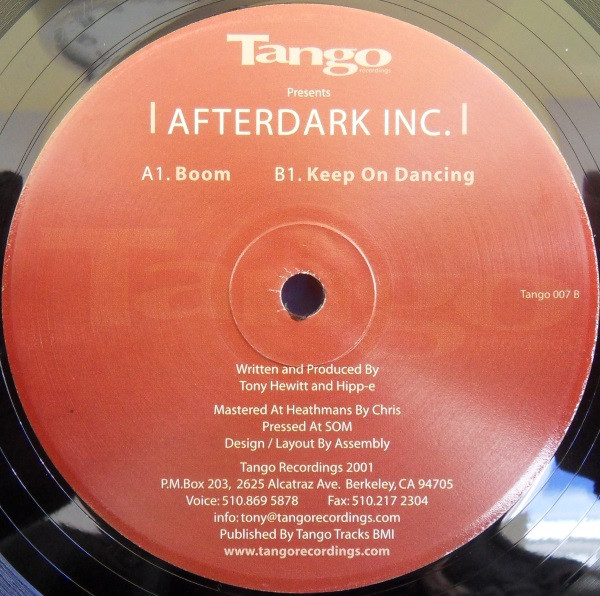 Tango
recordings
Presents
| AFTERDARK INC. |
A1. Boom B1. Keep On Dancing
Tango
recordings
Tango 007 B
Written and Produced By
Tony Hewitt and Hipp-e
Mastered At Heathmans By Chris
Pressed At SOM
Design / Layout By Assembly
Tango Recordings 2001
P.M.Box 203, 2625 Alcatraz Ave. Berkeley, CA 94705
Voice: 510.869 5878 Fax: 510.217 2304
info: tony@tangorecordings.com
Published By Tango Tracks BMI
www.tangorecordings.com